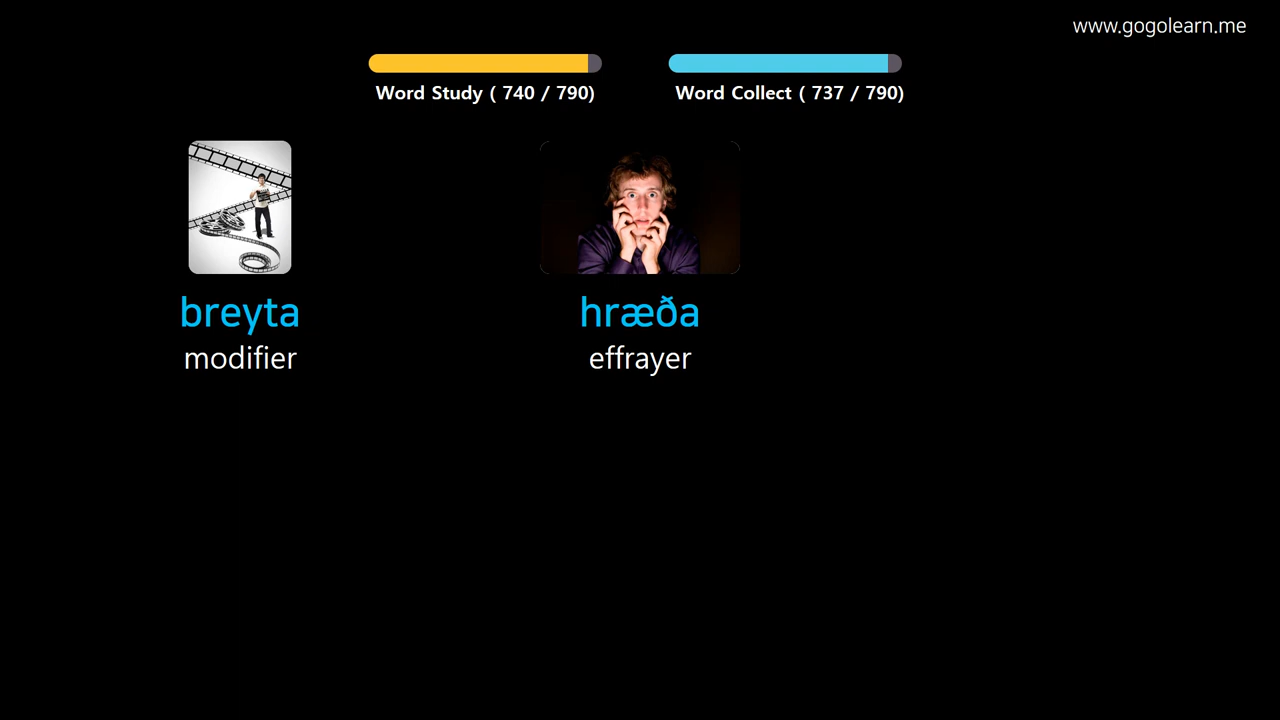 www.gogolearn.me
Word Study ( 740 / 790)
Word Collect ( 737 / 790)
breyta
modifier
hræða
effrayer